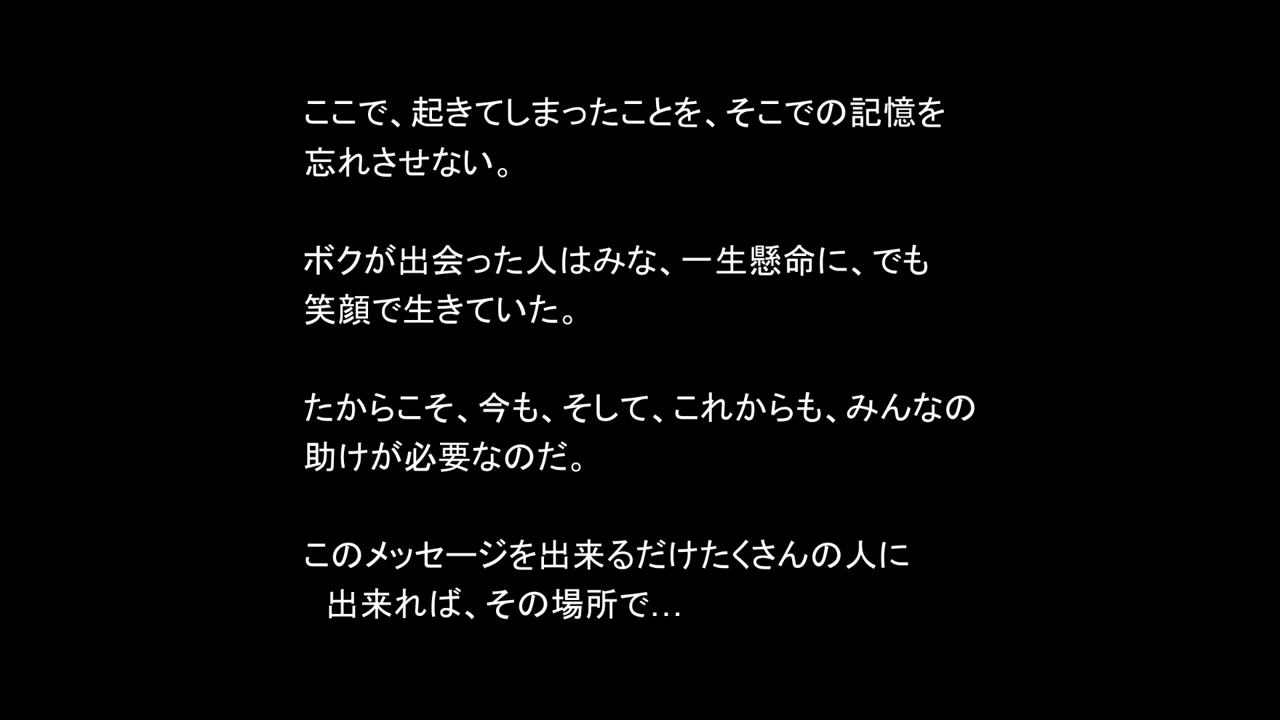 ここで、起きてしまったことを、そこでの記憶を
忘れさせない。
ボクが出会った人はみな、一生懸命に、でも
笑顔で生きていた。
たからこそ、今も、そして、これからも、みんなの
助けが必要なのだ。
このメッセージを出来るだけたくさんの人に
出来れば、その場所で…